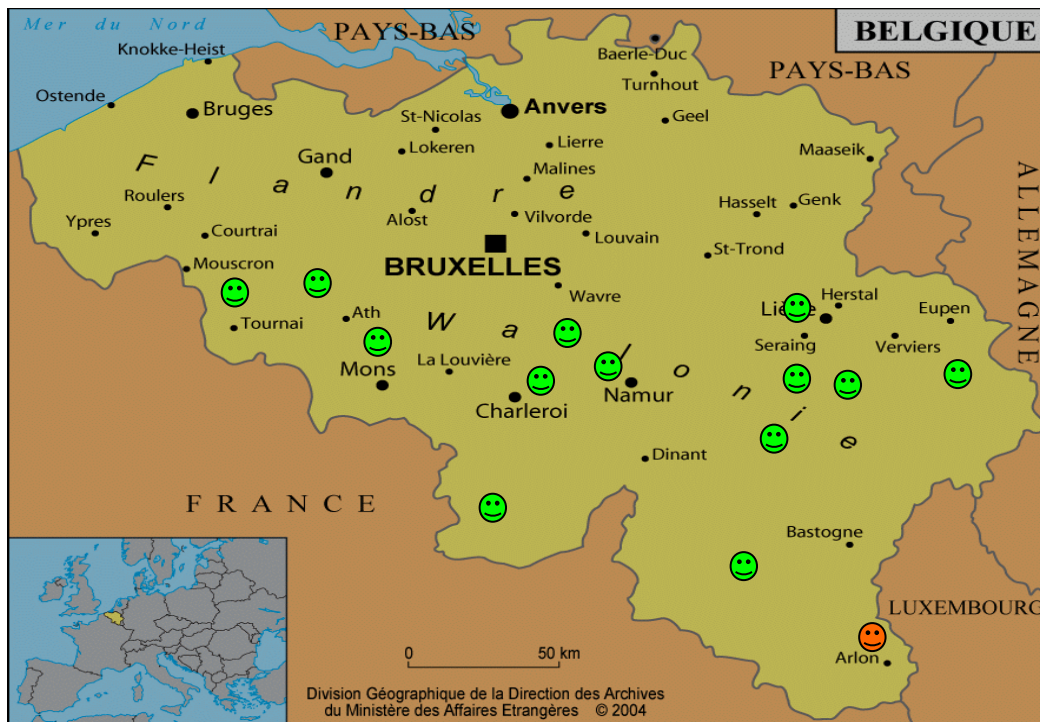 Mer du Nord
PAYS-BAS
BELGIQUE
Knokke-Heist
Baerle-Duc
PAYS-BAS
Turnhout
Ostende
Bruges
Anvers
St-Nicolas
Geel
Lokeren
Lierre
Maaseik
Gand
Malines
Flandre
Roulers
Hasselt
Genk
Ypres
Alost
Vilvorde
Courtrai
Louvain
St-Trond
ALLEMAGNE
BRUXELLES
Mouscron
Wavre
Herstal
Liège
Eupen
Tournai
Ath
Wallonie
Seraing
Verviers
La Louvière
Mons
Namur
Charleroi
Dinant
FRANCE
Bastogne
LUXEMBOURG
Arlon
0 50 km
Division Géographique de la Direction des Archives
du Ministère des Affaires Etrangères © 2004